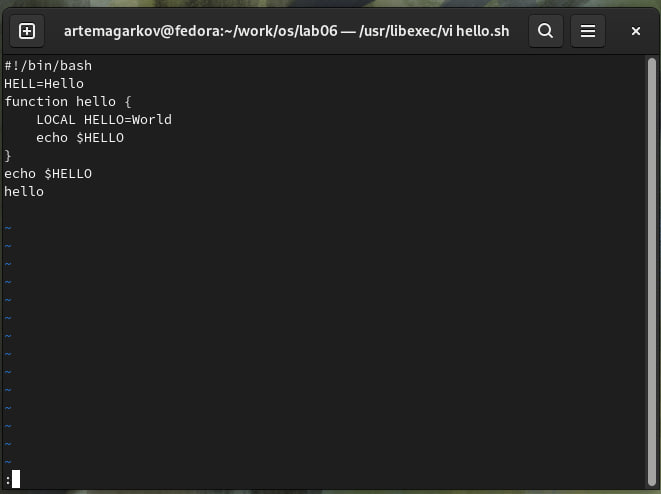 artemagarkov@fedora:~/work/os/lab06 — /usr/libexec/vi hello.sh
#!/bin/bash
HELL=Hello
function hello {
    LOCAL HELLO=World
    echo $HELLO
}
echo $HELLO
hello
~
~
~
~
~
~
~
~
~
~
~
~
~
~
: